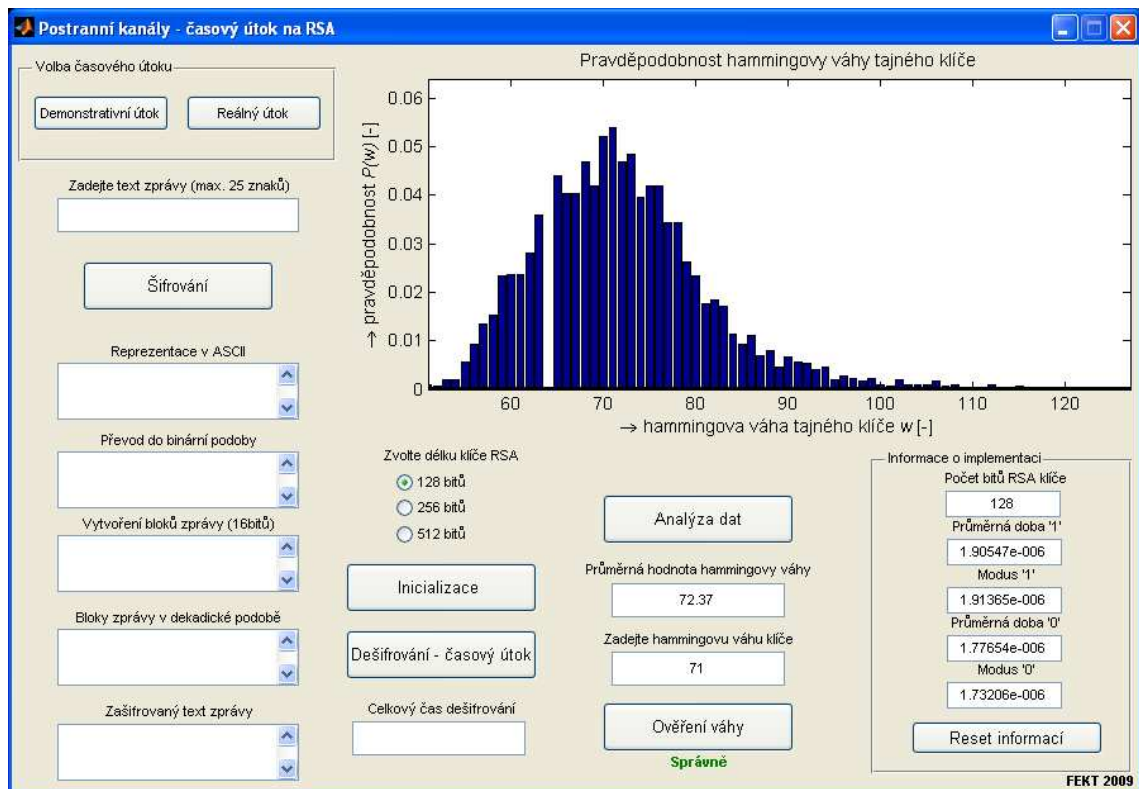 Postranní kanály - časový útok na RSA
Volba časového útoku
Demonstrativní útok
Reálný útok
Zadejte text zprávy (max. 25 znaků)
Šifrování
Reprezentace v ASCII
Převod do binární podoby
Vytvoření bloků zprávy (16bitů)
Bloky zprávy v dekadické podobě
Zašifrovaný text zprávy
Pravděpodobnost hammingovy váhy tajného klíče
→ pravděpodobnost P(w) [-]
0.06
0.05
0.04
0.03
0.02
0.01
0
60 70 80 90 100 110 120
→ hammingova váha tajného klíče w [-]
Zvolte délku klíče RSA
128 bitů
256 bitů
512 bitů
Inicializace
Dešifrování - časový útok
Celkový čas dešifrování
Analýza dat
Průměrná hodnota hammingovy váhy
72.37
Zadejte hammingovu váhu klíče
71
Ověření váhy
Správně
Informace o implementaci
Počet bitů RSA klíče
128
Průměrná doba '1'
1.90547e-006
Modus '1'
1.91365e-006
Průměrná doba '0'
1.77654e-006
Modus '0'
1.73206e-006
Reset informací
FEKT 2009